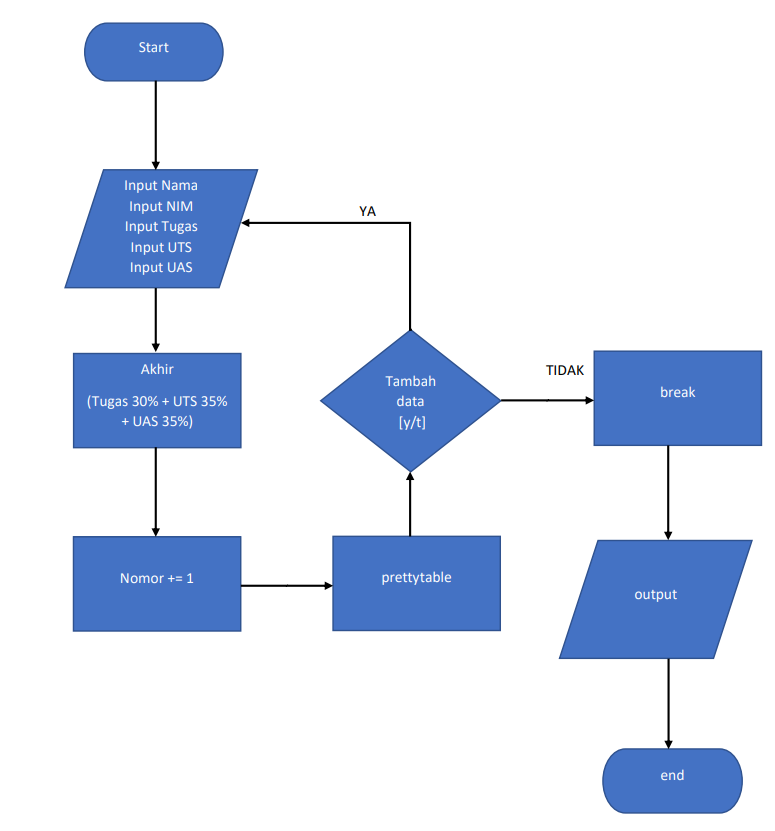 Start
Input Nama
Input NIM
Input Tugas
Input UTS
Input UAS
YA
Akhir
(Tugas 30% + UTS 35%
+ UAS 35%)
Tambah
data
[y/t]
TIDAK
break
Nomor += 1
prettytable
output
end